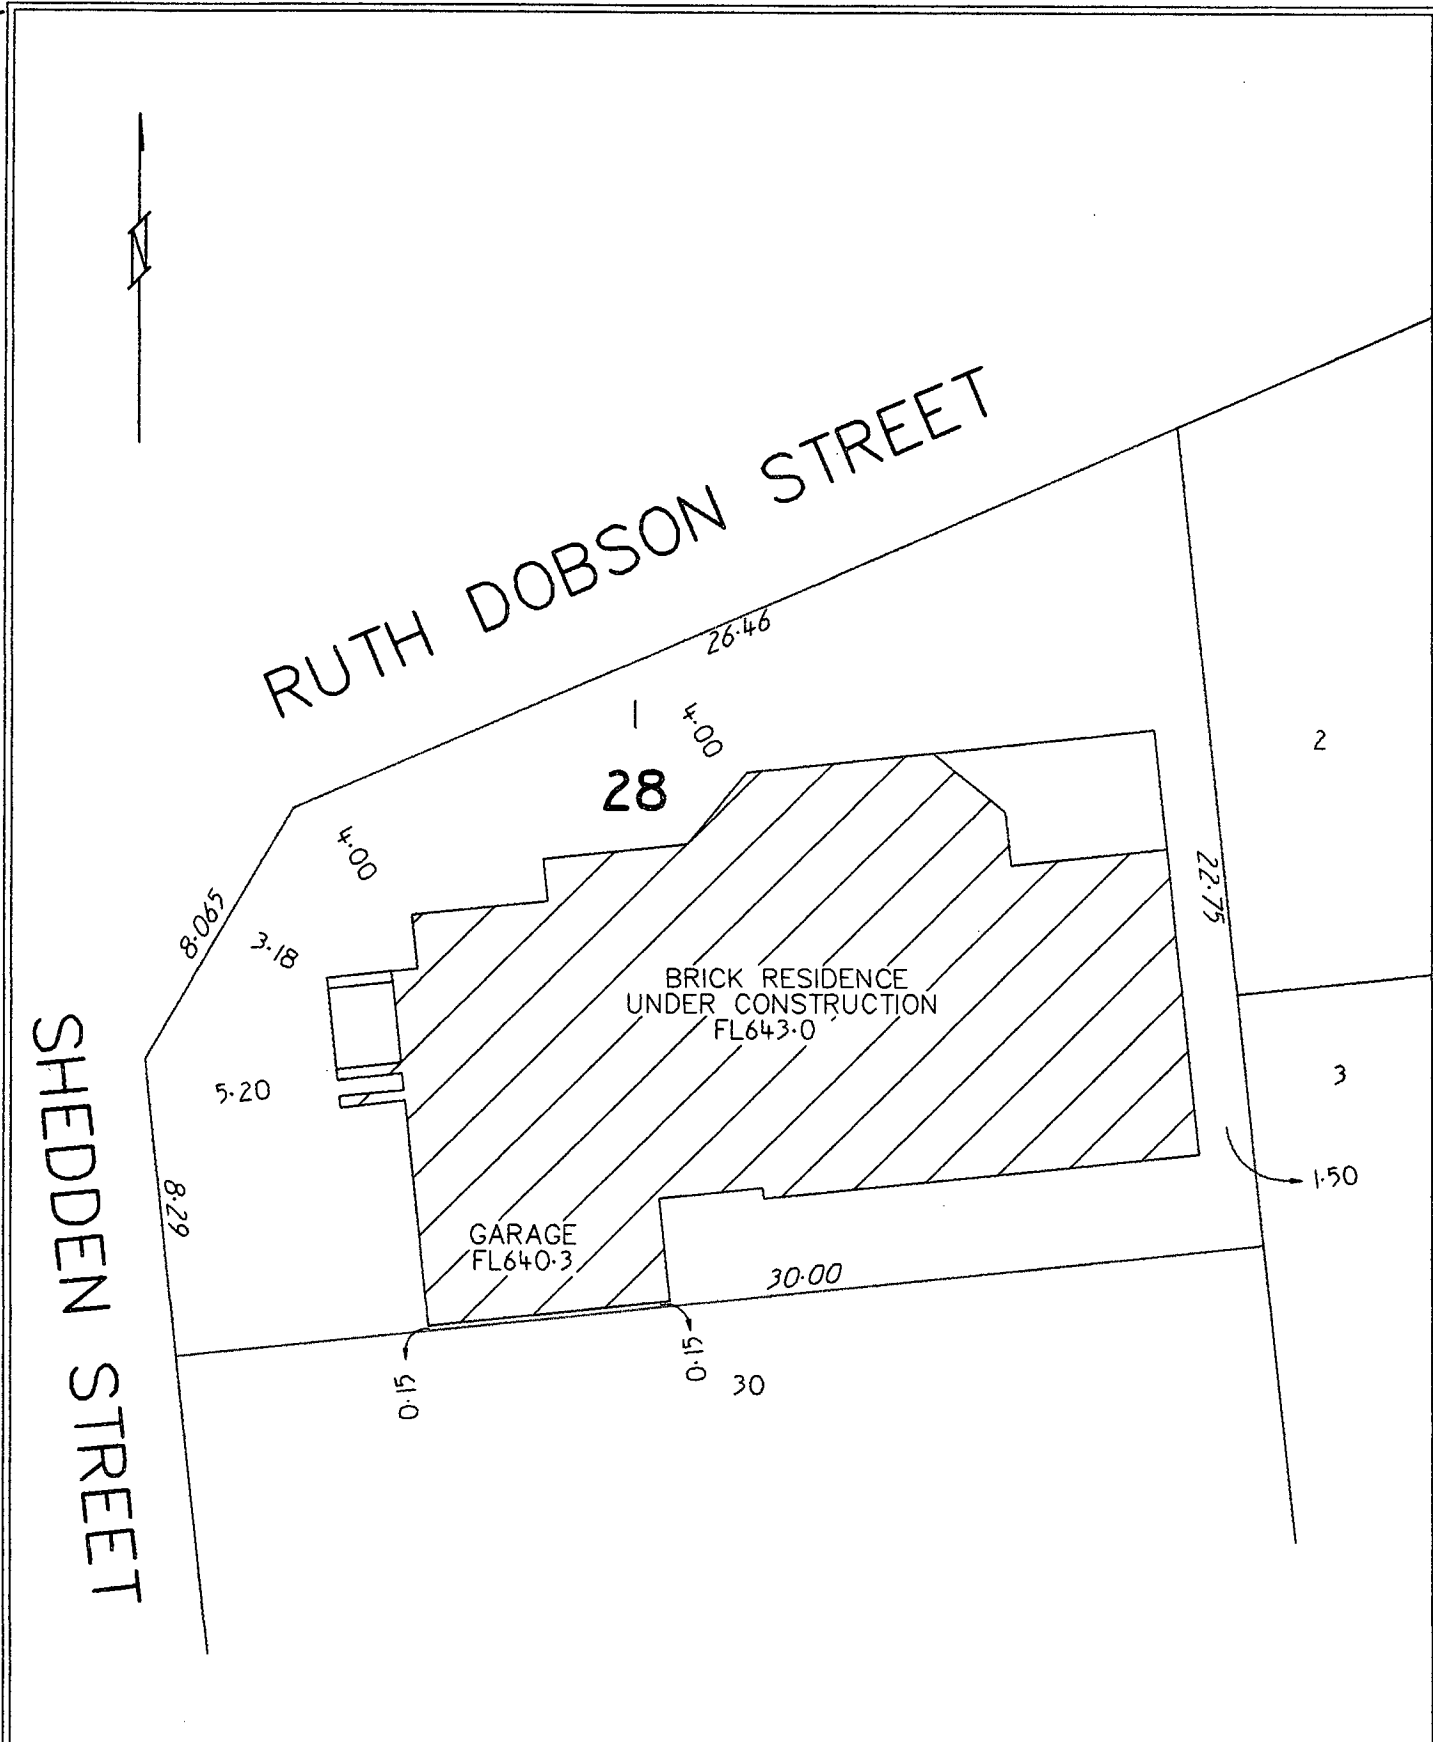 N
RUTH DOBSON STREET
26·46
1
4·00
28
2
4·00
22·75
8·065
3·18
BRICK RESIDENCE
UNDER CONSTRUCTION
FL643·0
SHEDDEN STREET
5·20
3
8·29
1·50
GARAGE
FL640·3
30·00
0·15
0·15
30